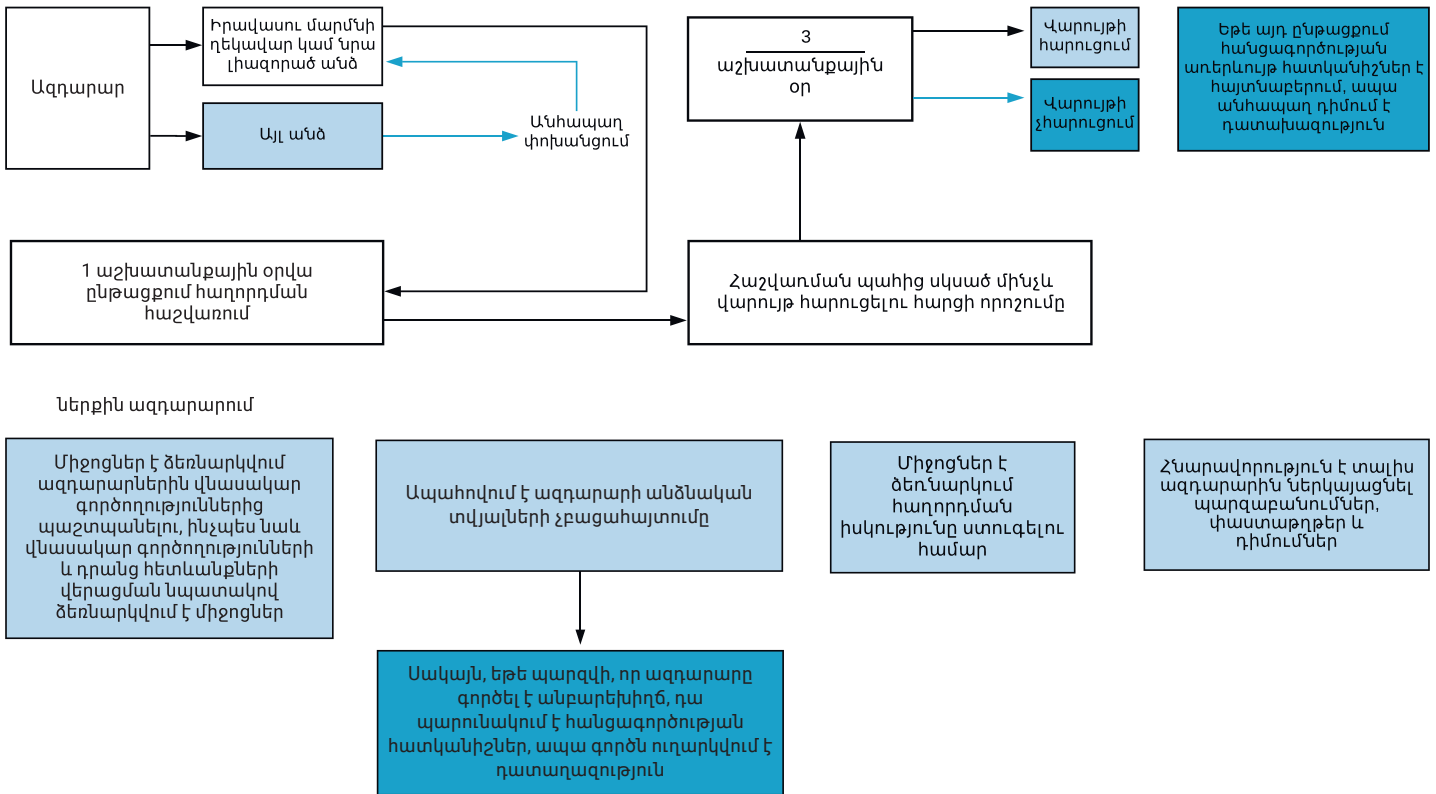 Ազդարար
Իրավասու մարմնի
ղեկավար կամ նրա
լիազորած անձ
Այլ անձ
Անհապաղ
փոխանցում
3
աշխատանքային
օր
Վարույթի
հարուցում
Վարույթի
չհարուցում
Եթե այդ ընթացքում
հանցագործության
առերևույթ հատկանիշներ է
հայտնաբերում, ապա
անհապաղ դիմում է
դատախազություն
1 աշխատանքային օրվա
ընթացքում հաղորդման
հաշվառում
Հաշվառման պահից սկսած մինչև
վարույթ հարուցելու հարցի որոշումը
ներքին ազդարարում
Միջոցներ է ձեռնարկվում
ազդարարներին վնասակար
գործողություններից
պաշտպանելու, ինչպես նաև
վնասակար գործողությունների
և դրանց հետևանքների
վերացման նպատակով
ձեռնարկվում է միջոցներ
Ապահովում է ազդարարի անձնական
տվյալների չբացահայտումը
Միջոցներ է
ձեռնարկում
հաղորդման
իսկությունը ստուգելու
համար
Հնարավորություն է տալիս
ազդարարին ներկայացնել
պարզաբանումներ,
փաստաթղթեր և
դիմումներ
Սակայն, եթե պարզվի, որ ազդարարը
գործել է անբարեխիղճ, դա
պարունակում է հանցագործության
հատկանիշներ, ապա գործն ուղարկվում է
դատաղազություն